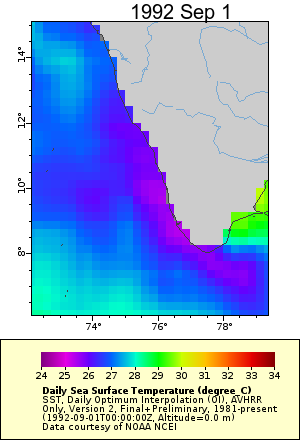 1992 Sep 1
14°
12°
10°
8°
74° 76° 78°
24 25 26 27 28 29 30 31 32 33 34
Daily Sea Surface Temperature (degree_C)
SST, Daily Optimum Interpolation (OI), AVHRR
Only, Version 2, Final+Preliminary, 1981-present
(1992-09-01T00:00:00Z, Altitude=0.0 m)
Data courtesy of NOAA NCEI